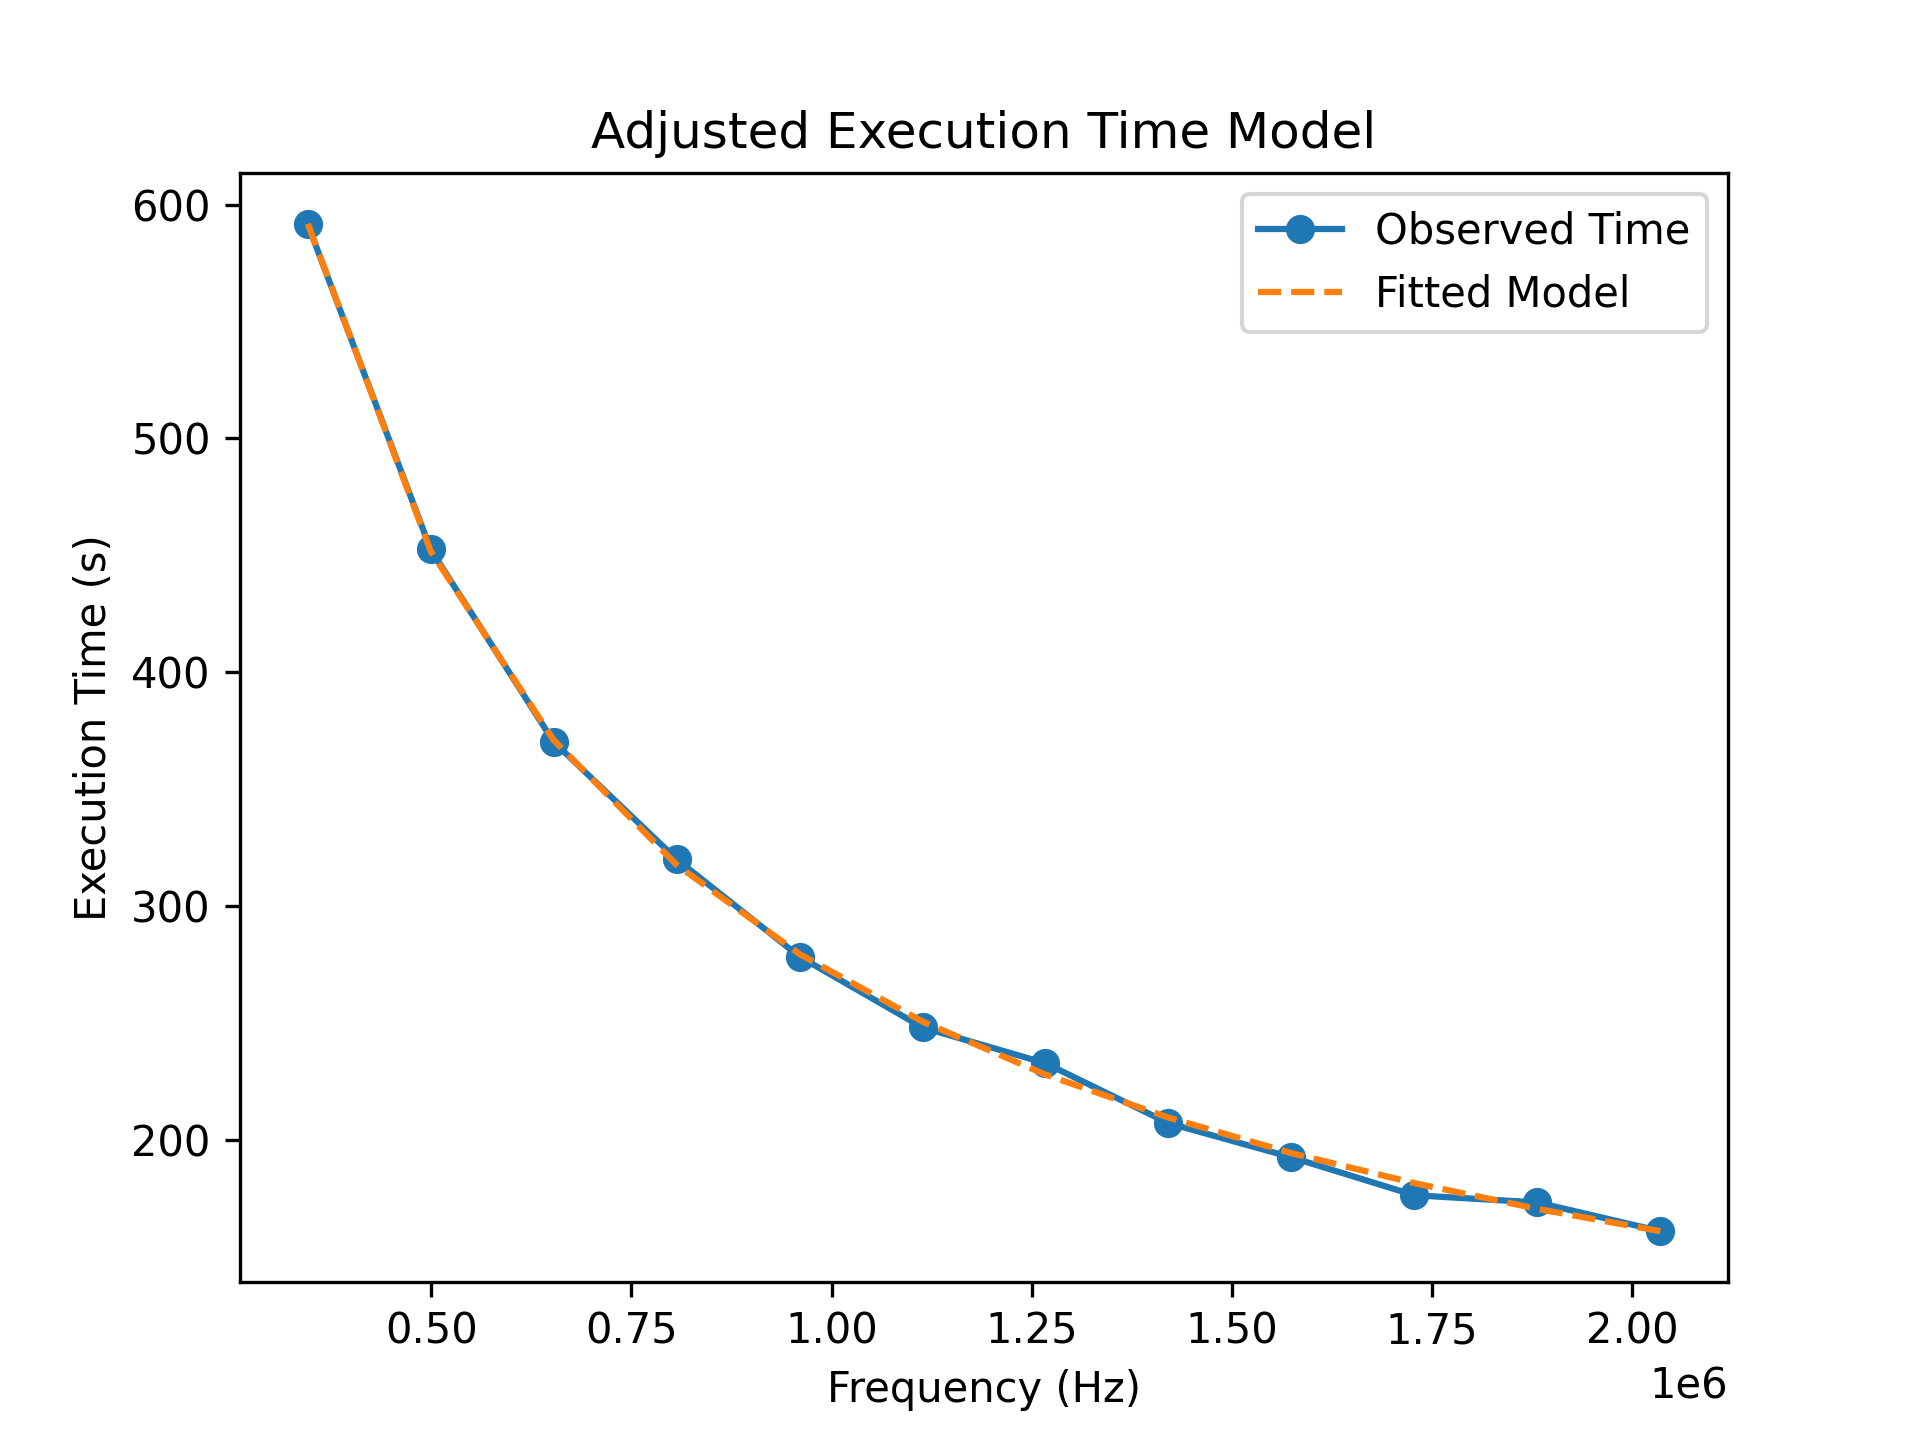 Adjusted Execution Time Model
600
500
400
300
200
Execution Time (s)
Observed Time
Fitted Model
0.50 0.75 1.00 1.25 1.50 1.75 2.00
1e6
Frequency (Hz)